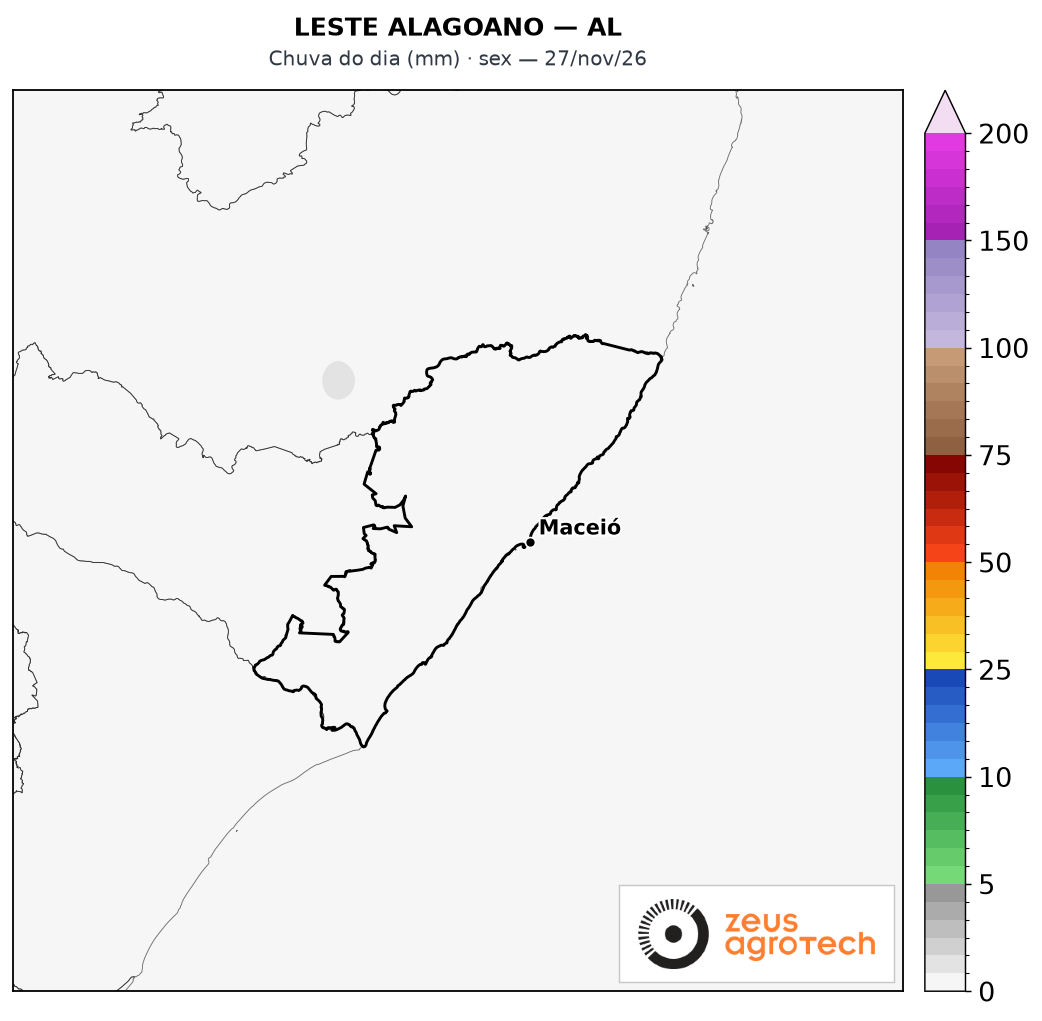 LESTE ALAGOANO — AL
Chuva do dia (mm) · sex — 27/nov/26
200
150
100
75
50
25
10
5
0
Maceió
zeus
agrotech